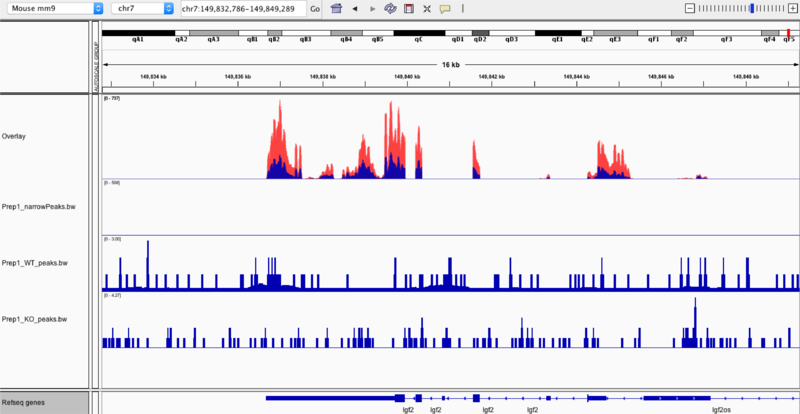 Mouse mm9 chr7 chr7:149,832,786-149,849,289 Go
qA1 qA2 qA3 qB1 qB2 qB3 qB4 qB5 qC qD1 qD2 qD3 qE1 qE2 qE3 qF1 qF2 qF3 qF4 qF5
AUTOSCALE GROUP
16 kb
149,834 kb 149,836 kb 149,838 kb 149,840 kb 149,842 kb 149,844 kb 149,846 kb 149,848 kb
Overlay
Prep1_narrowPeaks.bw
[0 - 3.00]
Prep1_WT_peaks.bw
[0 - 4.27]
Prep1_KO_peaks.bw
Refseq genes
Igf2 Igf2 Igf2 Igf2 Igf2os